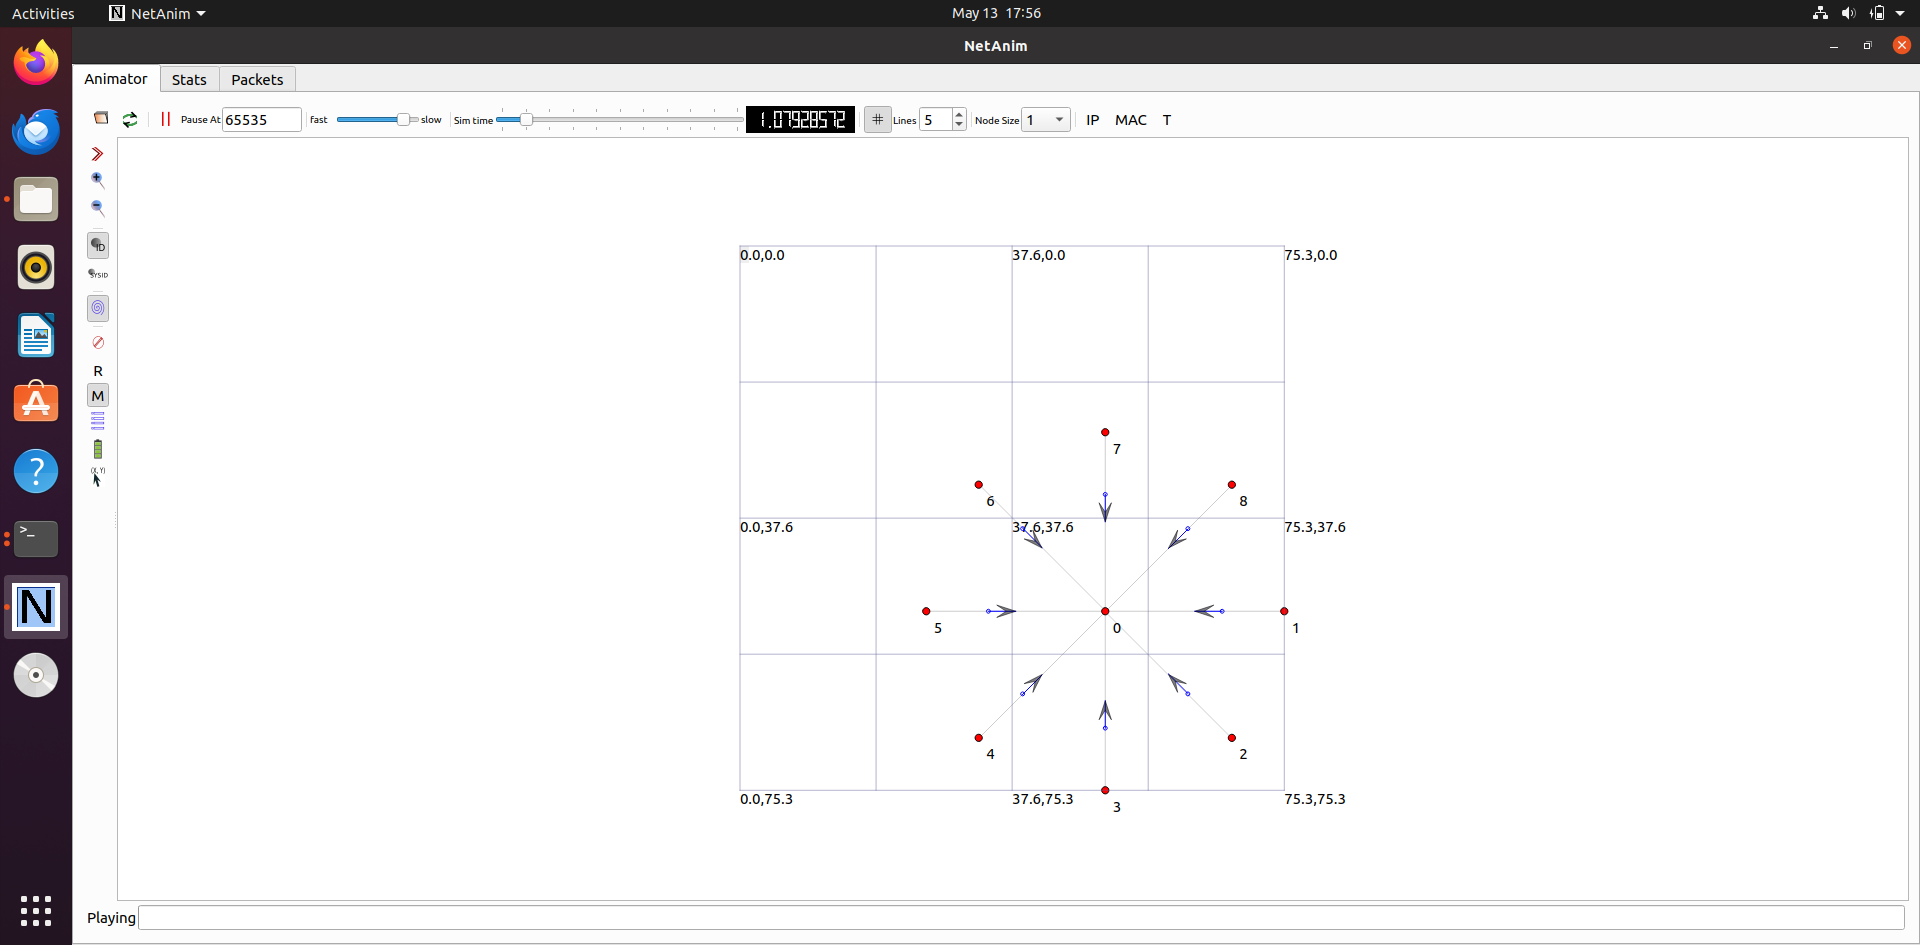 Activities NetAnim May 13 17:56
NetAnim
Animator Stats Packets
Pause At 65535 fast slow Sim time 1.07928572 # Lines 5 Node Size 1 IP MAC T
ID
SYSID
R
M
(X, Y)
0.0,0.0 37.6,0.0 75.3,0.0
7
6 8
0.0,37.6 37.6,37.6 75.3,37.6
5 0 1
4 2
0.0,75.3 37.6,75.3 75.3,75.3
3
>_
N
?
Playing